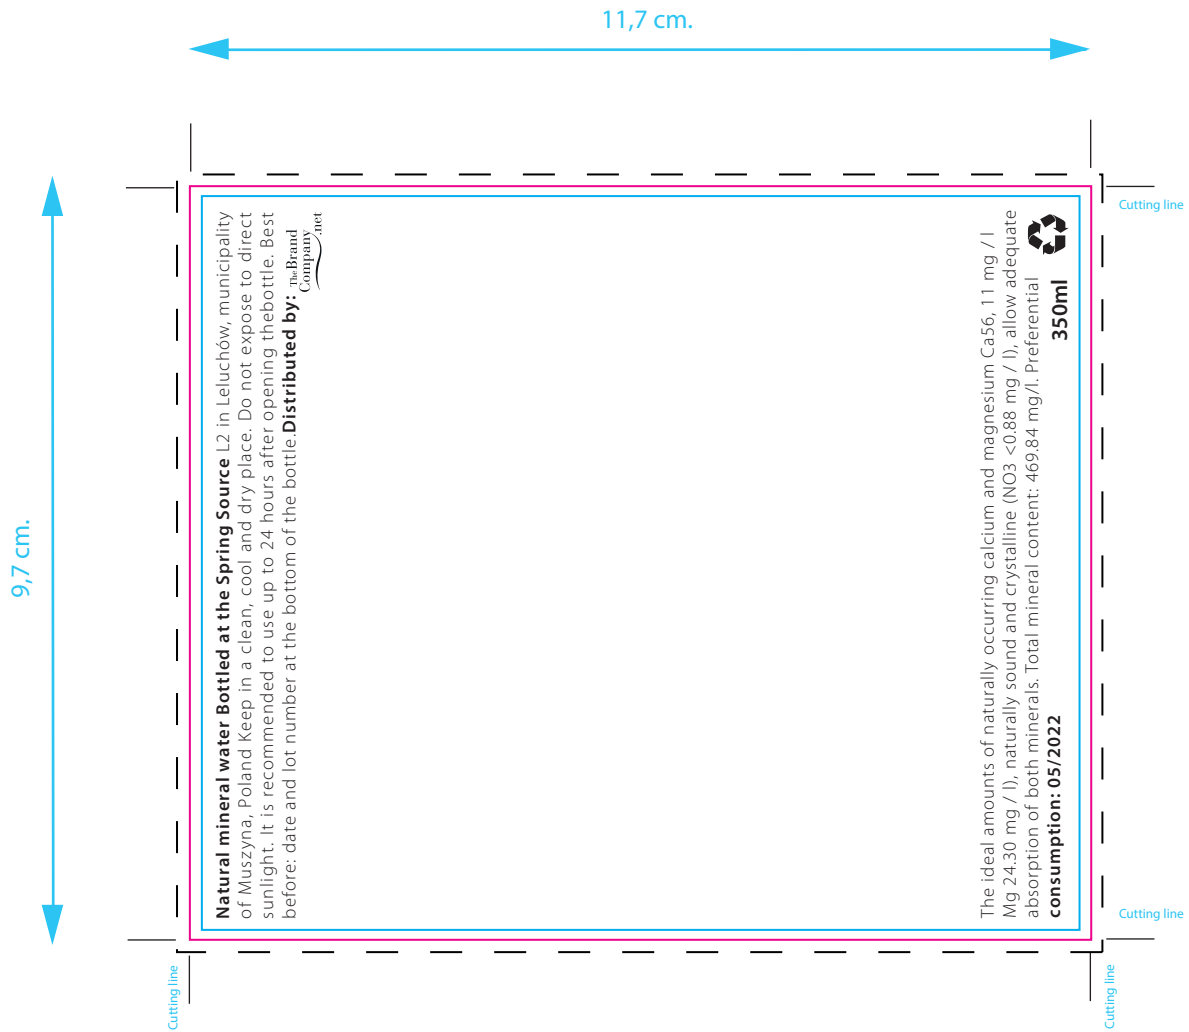 11,7 cm.
9,7 cm.
Natural mineral water Bottled at the Spring Source L2 in Leluchów, municipality
of Muszyna, Poland Keep in a clean, cool and dry place. Do not expose to direct
sunlight. It is recommended to use up to 24 hours after opening thebottle. Best
before: date and lot number at the bottom of the bottle.Distributed by:
TheBrand
Company
.net
The ideal amounts of naturally occurring calcium and magnesium Ca56, 11 mg / l
Mg 24.30 mg / l), naturally sound and crystalline (NO3 <0.88 mg / l), allow adequate
absorption of both minerals. Total mineral content: 469.84 mg/l. Preferential
consumption: 05/2022
350ml
Cutting line
Cutting line
Cutting line
Cutting line